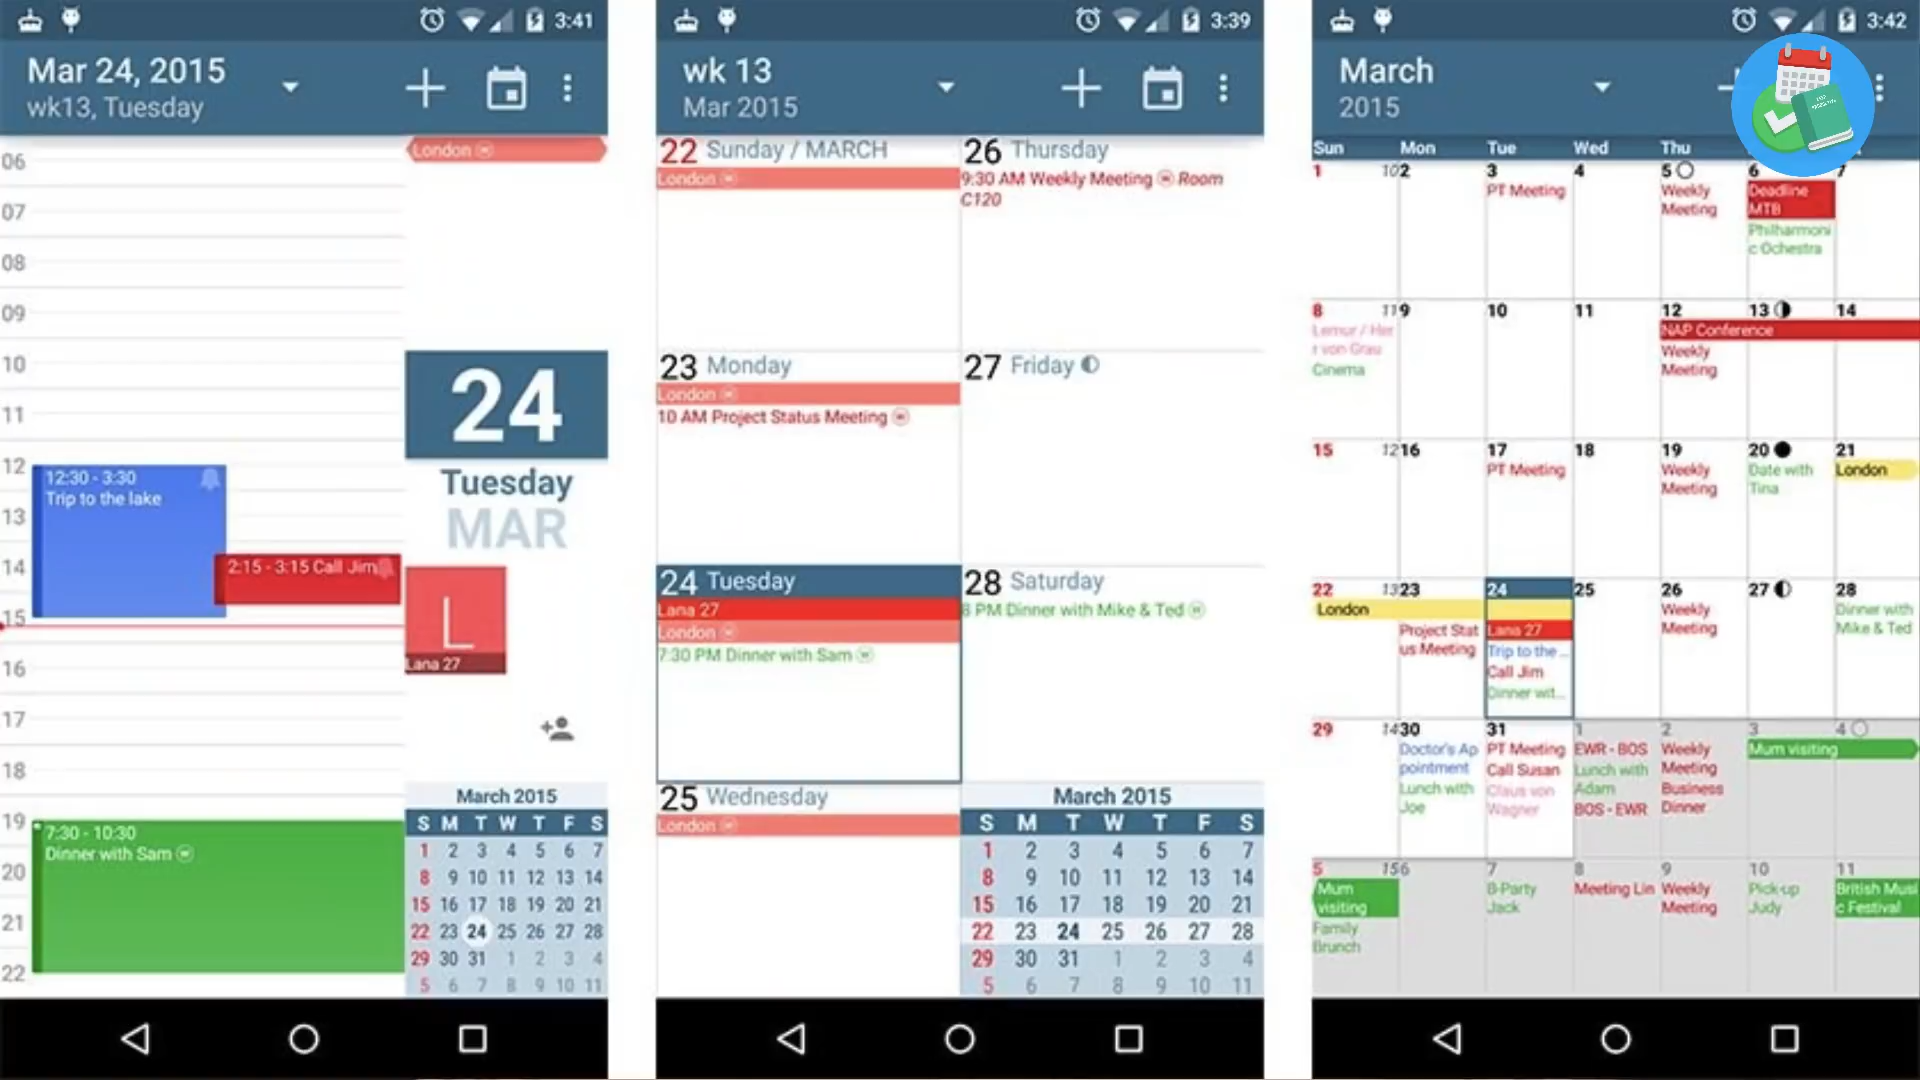 3:41
Mar 24, 2015
wk13, Tuesday
London
06
07
08
09
10
11
12
13
14
15
16
17
18
19
20
21
22
12:30 - 3:30
Trip to the lake
2:15 - 3:15 Call Jim
7:30 - 10:30
Dinner with Sam
24
Tuesday
MAR
L
Lana 27
March 2015
S M T W T F S
1 2 3 4 5 6 7
8 9 10 11 12 13 14
15 16 17 18 19 20 21
22 23 24 25 26 27 28
29 30 31 1 2 3 4
5 6 7 8 9 10 11
3:39
wk 13
Mar 2015
22 Sunday / MARCH
London
23 Monday
London
10 AM Project Status Meeting
24 Tuesday
Lana 27
London
7:30 PM Dinner with Sam
25 Wednesday
London
26 Thursday
9:30 AM Weekly Meeting Room
C120
27 Friday
28 Saturday
8 PM Dinner with Mike & Ted
March 2015
S M T W T F S
1 2 3 4 5 6 7
8 9 10 11 12 13 14
15 16 17 18 19 20 21
22 23 24 25 26 27 28
29 30 31 1 2 3 4
5 6 7 8 9 10 11
3:42
March
2015
Sun Mon Tue Wed Thu
1 10 2 3 4 5 6 7
PT Meeting
Weekly
Meeting
Deadline
MTB
Philharmoni
c Ochestra
8 11 9 10 11 12 13 14
Lemur / Her
r von Grau
Cinema
NAP Conference
Weekly
Meeting
15 12 16 17 18 19 20 21
PT Meeting
Weekly
Meeting
Date with
Tina
London
22 13 23 24 25 26 27 28
London
Project Stat
us Meeting
Lana 27
Trip to the ...
Call Jim
Dinner wit...
Weekly
Meeting
Dinner with
Mike & Ted
29 14 30 31 1 2 3 4
Doctor's Ap
pointment
Lunch with
Joe
PT Meeting
Call Susan
Claus von
Wagner
EWR - BOS
Lunch with
Adam
BOS - EWR
Weekly
Meeting
Business
Dinner
Mum visiting
5 15 6 7 8 9 10 11
Mum
visiting
Family
Brunch
B-Party
Jack
Meeting Lin
Weekly
Meeting
Pick-up
Judy
British Musi
c Festival